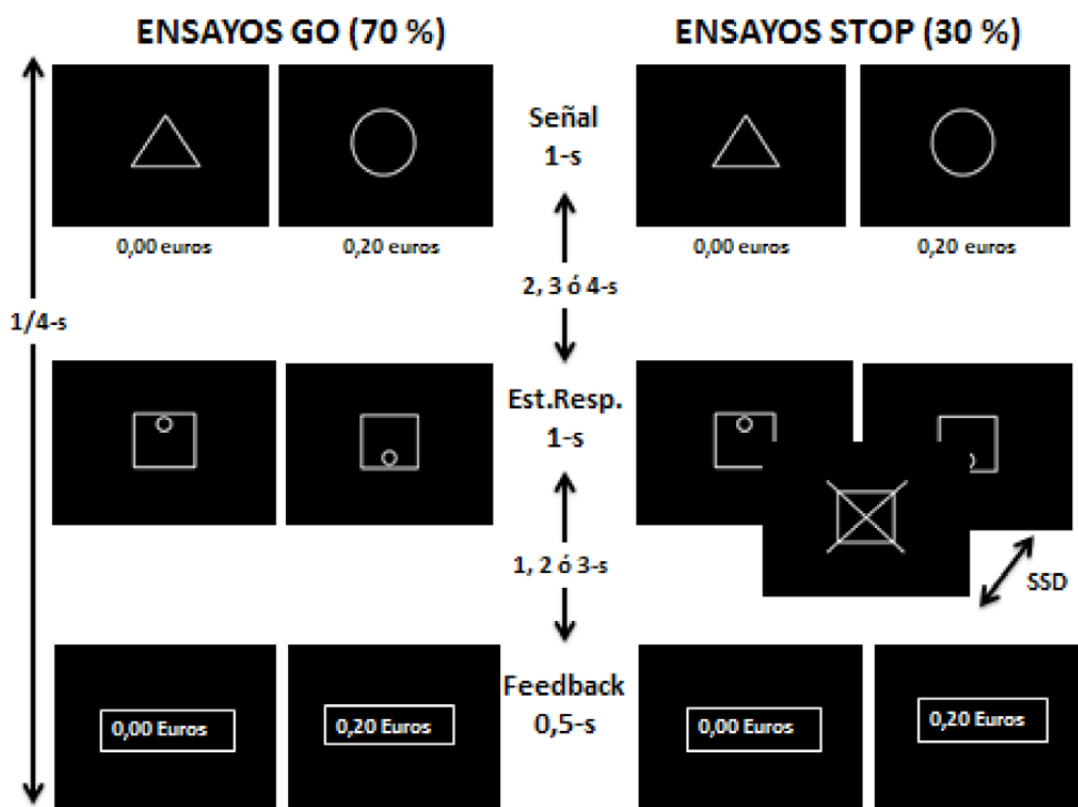 ENSAYOS GO (70 %)
ENSAYOS STOP (30 %)
Señal
1-s
0,00 euros
0,20 euros
0,00 euros
0,20 euros
2, 3 ó 4-s
1/4-s
Est.Resp.
1-s
1, 2 ó 3-s
SSD
Feedback
0,5-s
0,00 Euros
0,20 Euros
0,00 Euros
0,20 Euros